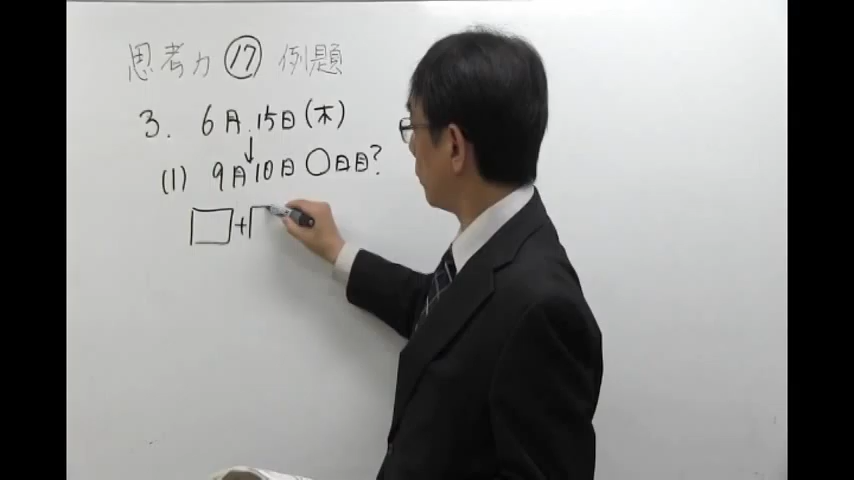 思考力 ⑰ 例題
3. 6月15日(木)
(1) 9月10日 ○日目?
□+